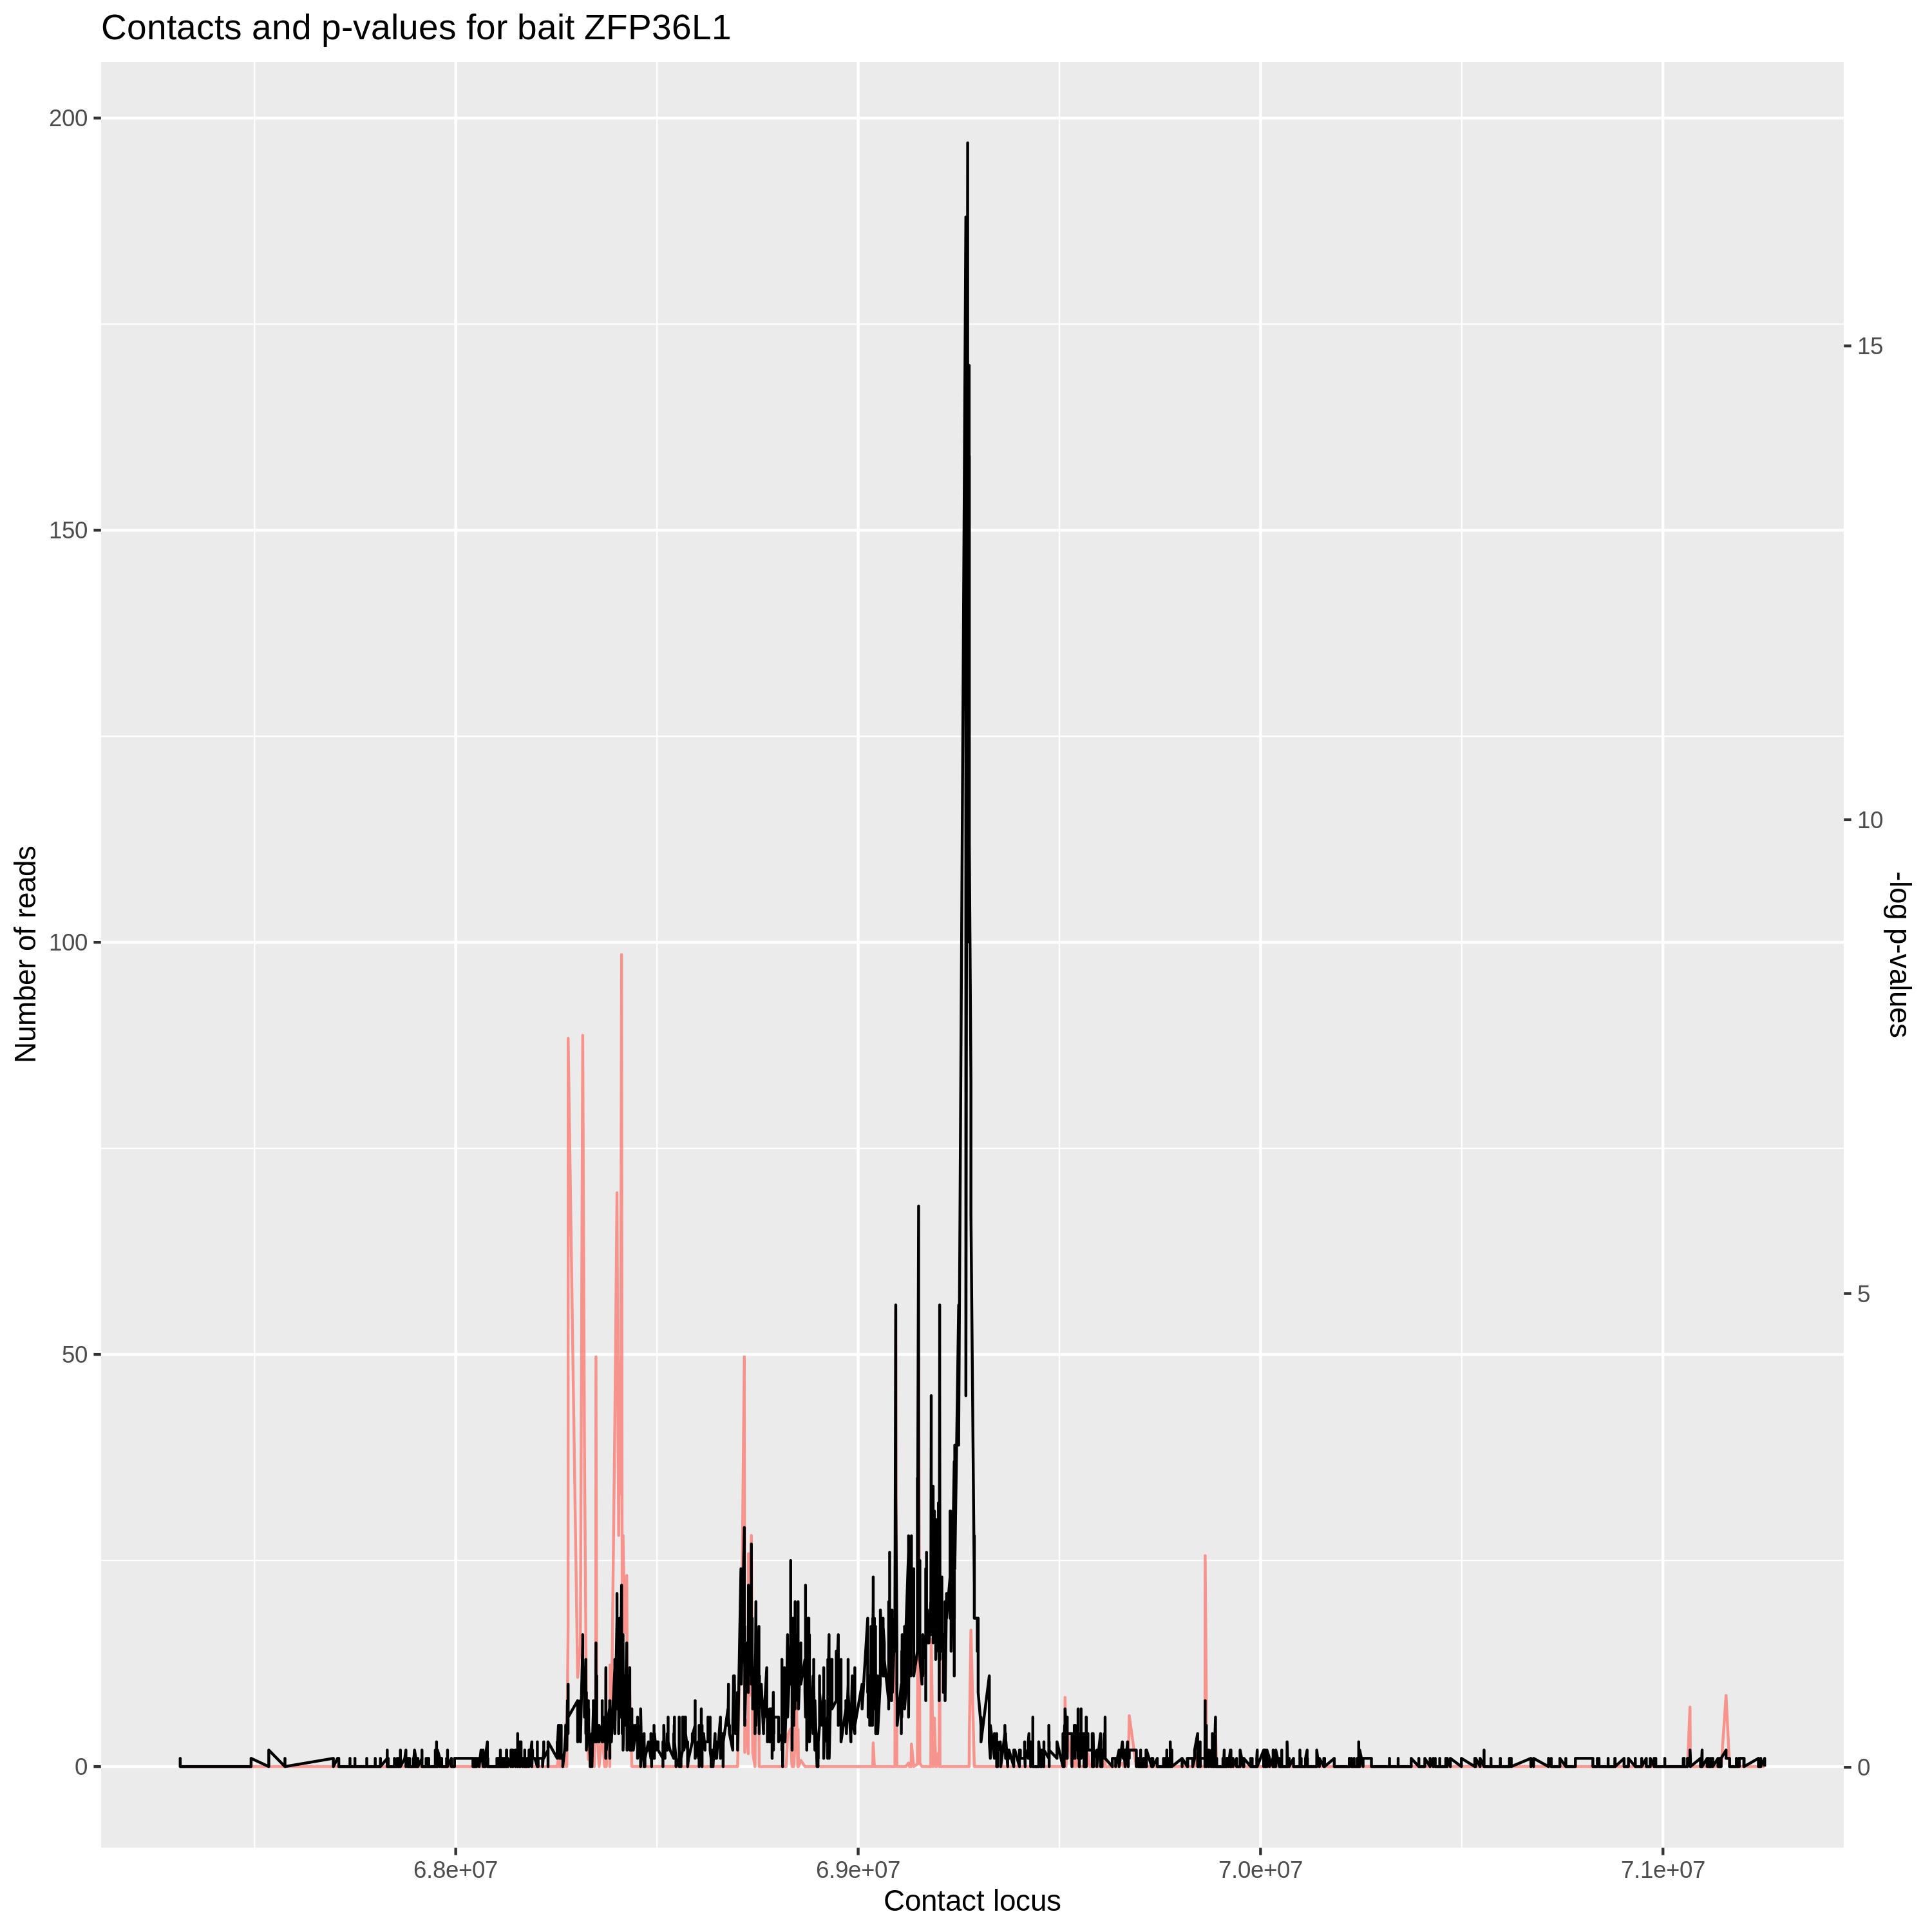 Contacts and p-values for bait ZFP36L1
200
150
100
50
0
Number of reads
15
10
5
0
-log p-values
6.8e+07
6.9e+07
7.0e+07
7.1e+07
Contact locus